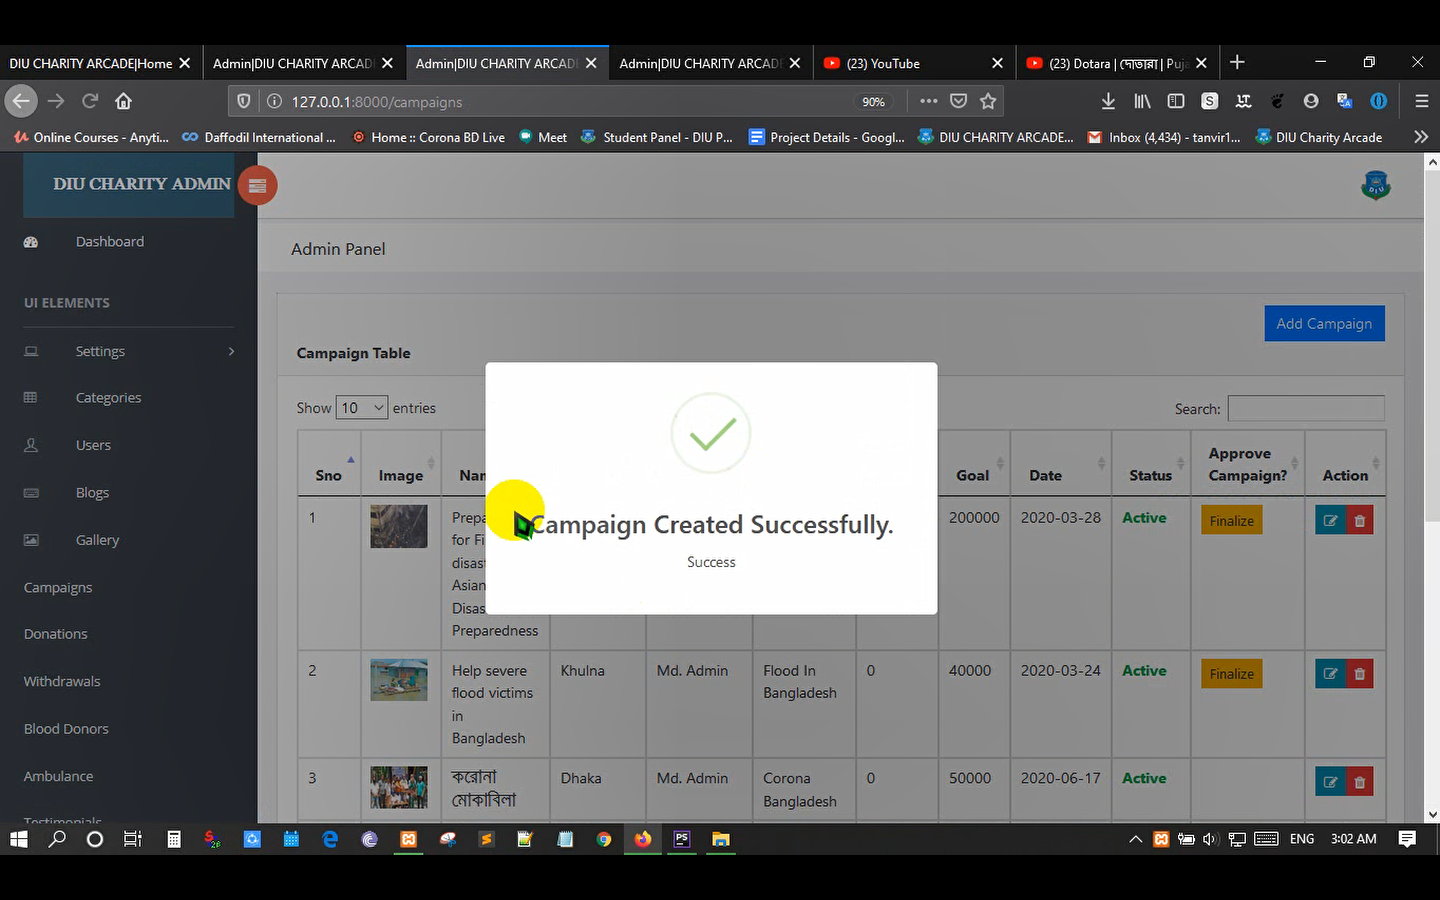 DIU CHARITY ARCADE|Home
Admin|DIU CHARITY ARCAD
Admin|DIU CHARITY ARCAD
Admin|DIU CHARITY ARCAD
(23) YouTube
(23) Dotara | দোতারা | Puja
127.0.0.1:8000/campaigns
90%
Online Courses - Anyti...
Daffodil International ...
Home :: Corona BD Live
Meet
Student Panel - DIU P...
Project Details - Googl...
DIU CHARITY ARCADE...
Inbox (4,434) - tanvir1...
DIU Charity Arcade
DIU CHARITY ADMIN
Dashboard
UI ELEMENTS
Settings
Categories
Users
Blogs
Gallery
Campaigns
Donations
Withdrawals
Blood Donors
Ambulance
Testimonials
Admin Panel
Add Campaign
Campaign Table
Show 10 entries
Search:
Sno Image Nam Goal Date Status Approve Campaign? Action
1
Prepa
for Fi
disas
Asian
Disas
Preparedness
200000 2020-03-28 Active Finalize
Campaign Created Successfully.
Success
2
Help severe
flood victims
in
Bangladesh
Khulna Md. Admin
Flood In
Bangladesh
0 40000 2020-03-24 Active Finalize
3
করোনা
মোকাবিলা
Dhaka Md. Admin
Corona
Bangladesh
0 50000 2020-06-17 Active
ENG 3:02 AM